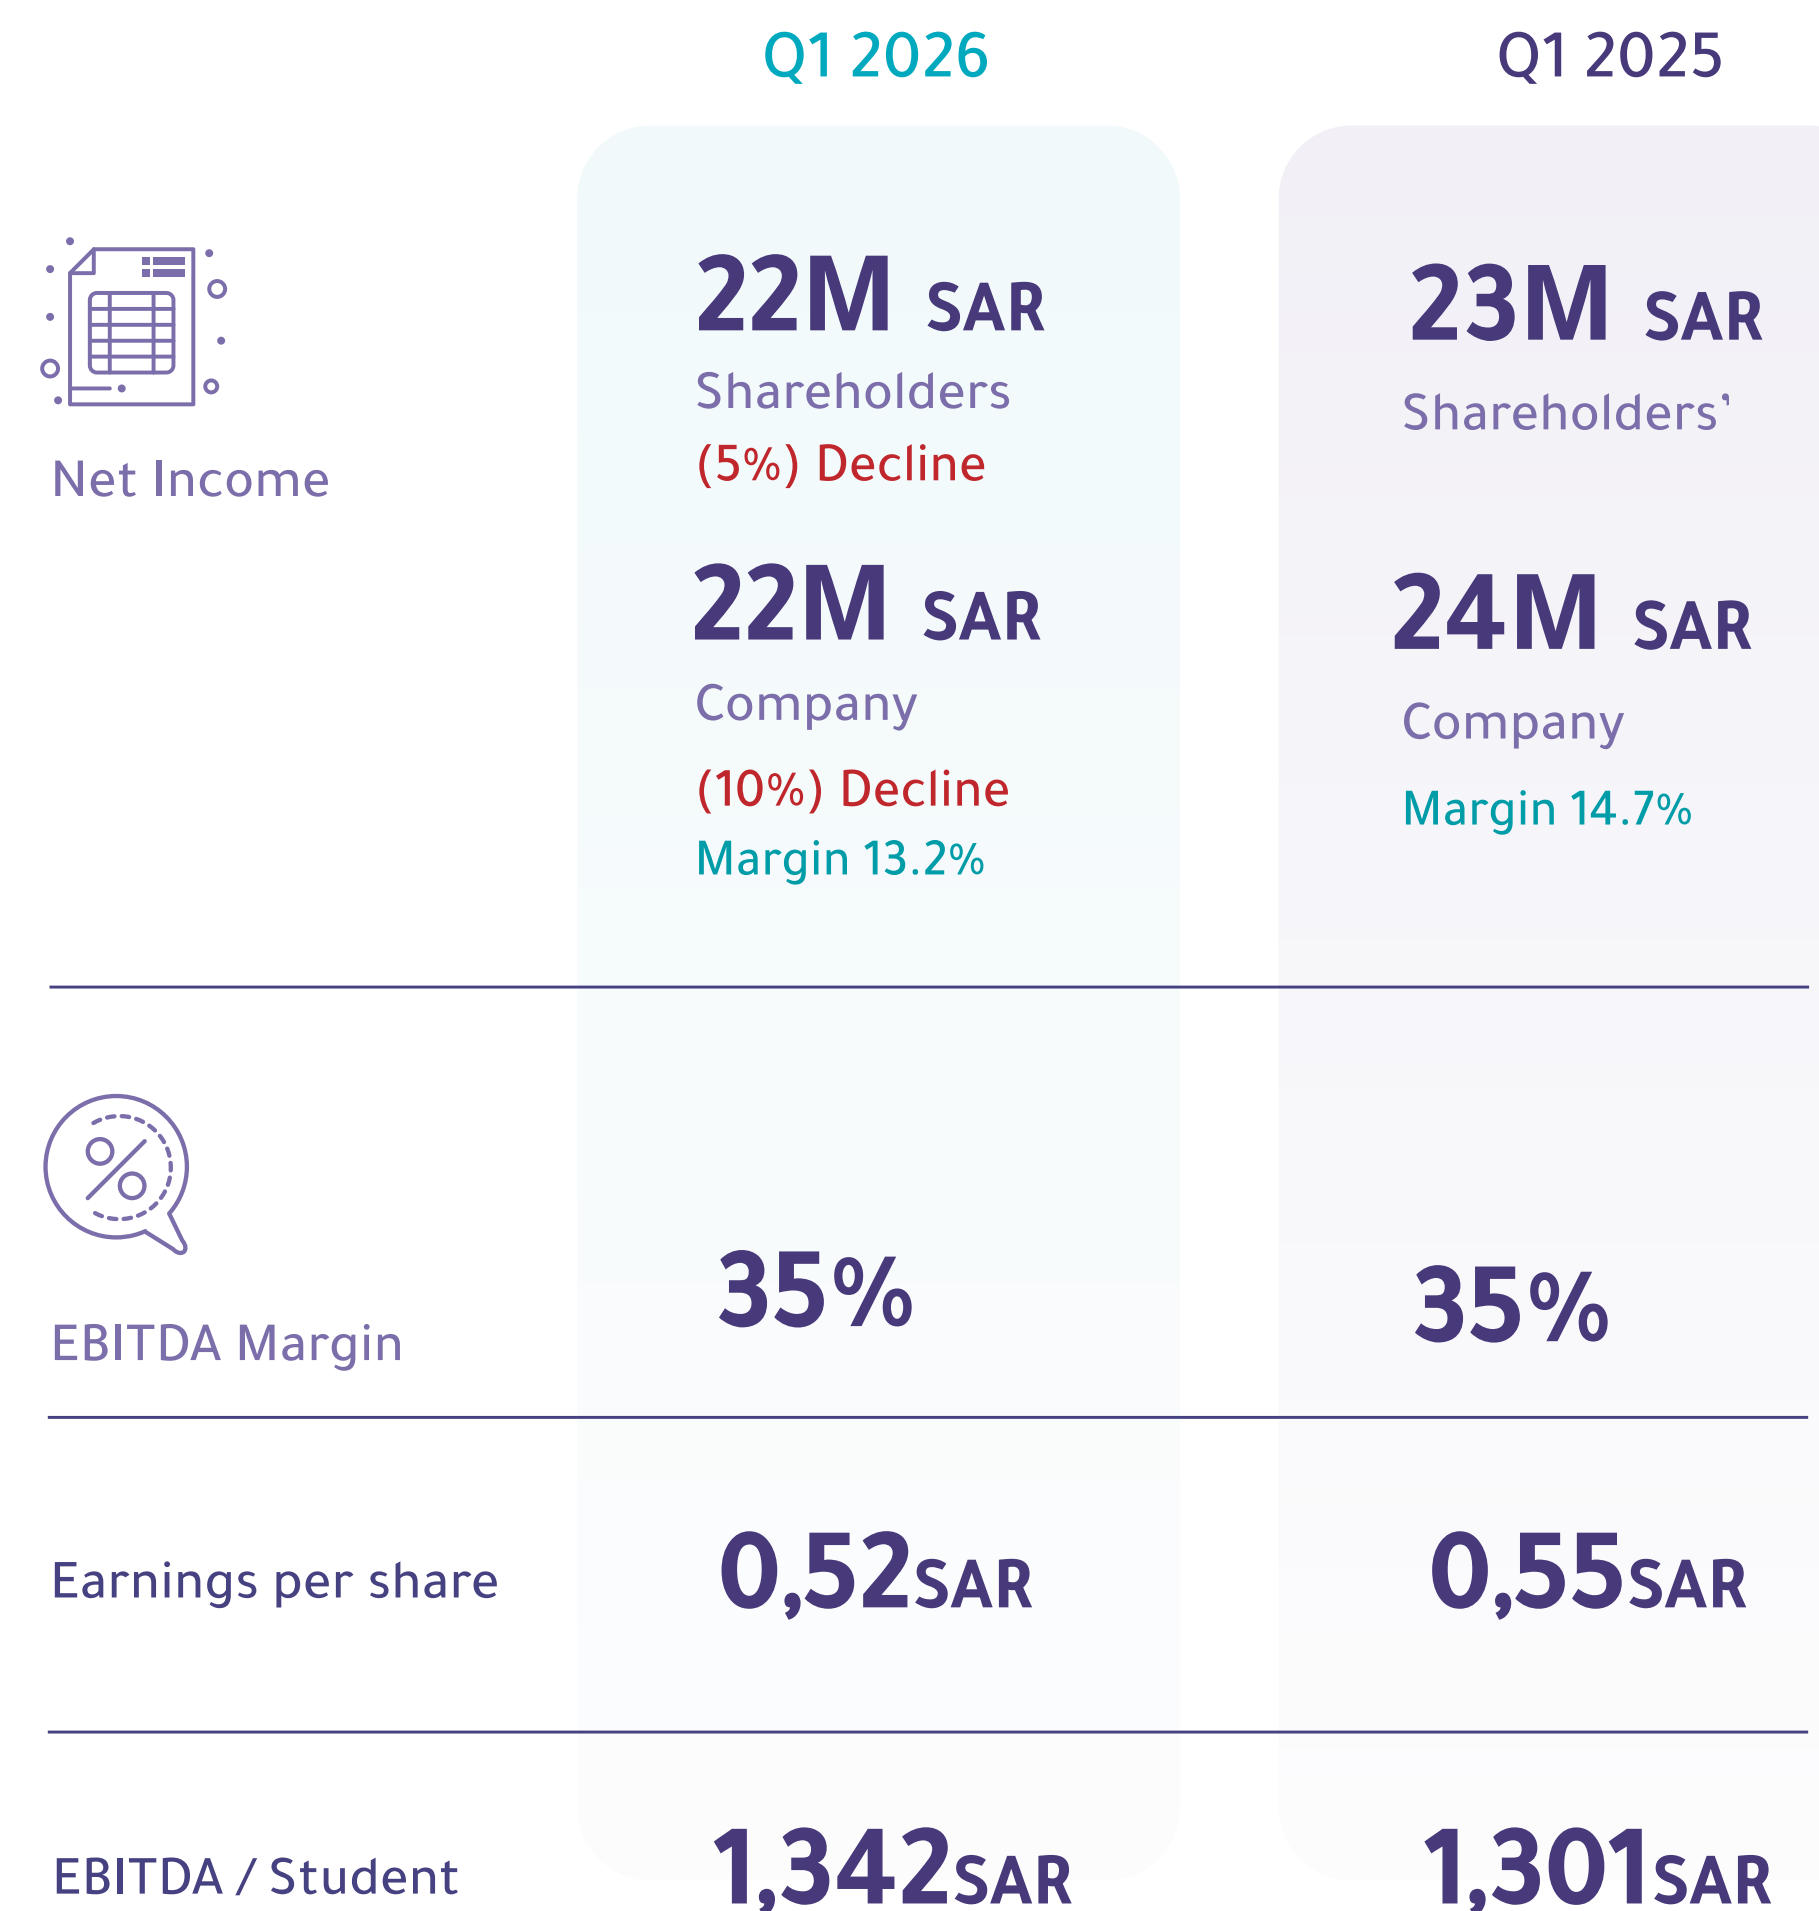 Q1 2026
Q1 2025
Net Income
22M SAR
Shareholders
(5%) Decline
22M SAR
Company
(10%) Decline
Margin 13.2%
23M SAR
Shareholders’
24M SAR
Company
Margin 14.7%
EBITDA Margin
35%
35%
Earnings per share
0,52SAR
0,55SAR
EBITDA / Student
1,342SAR
1,301SAR